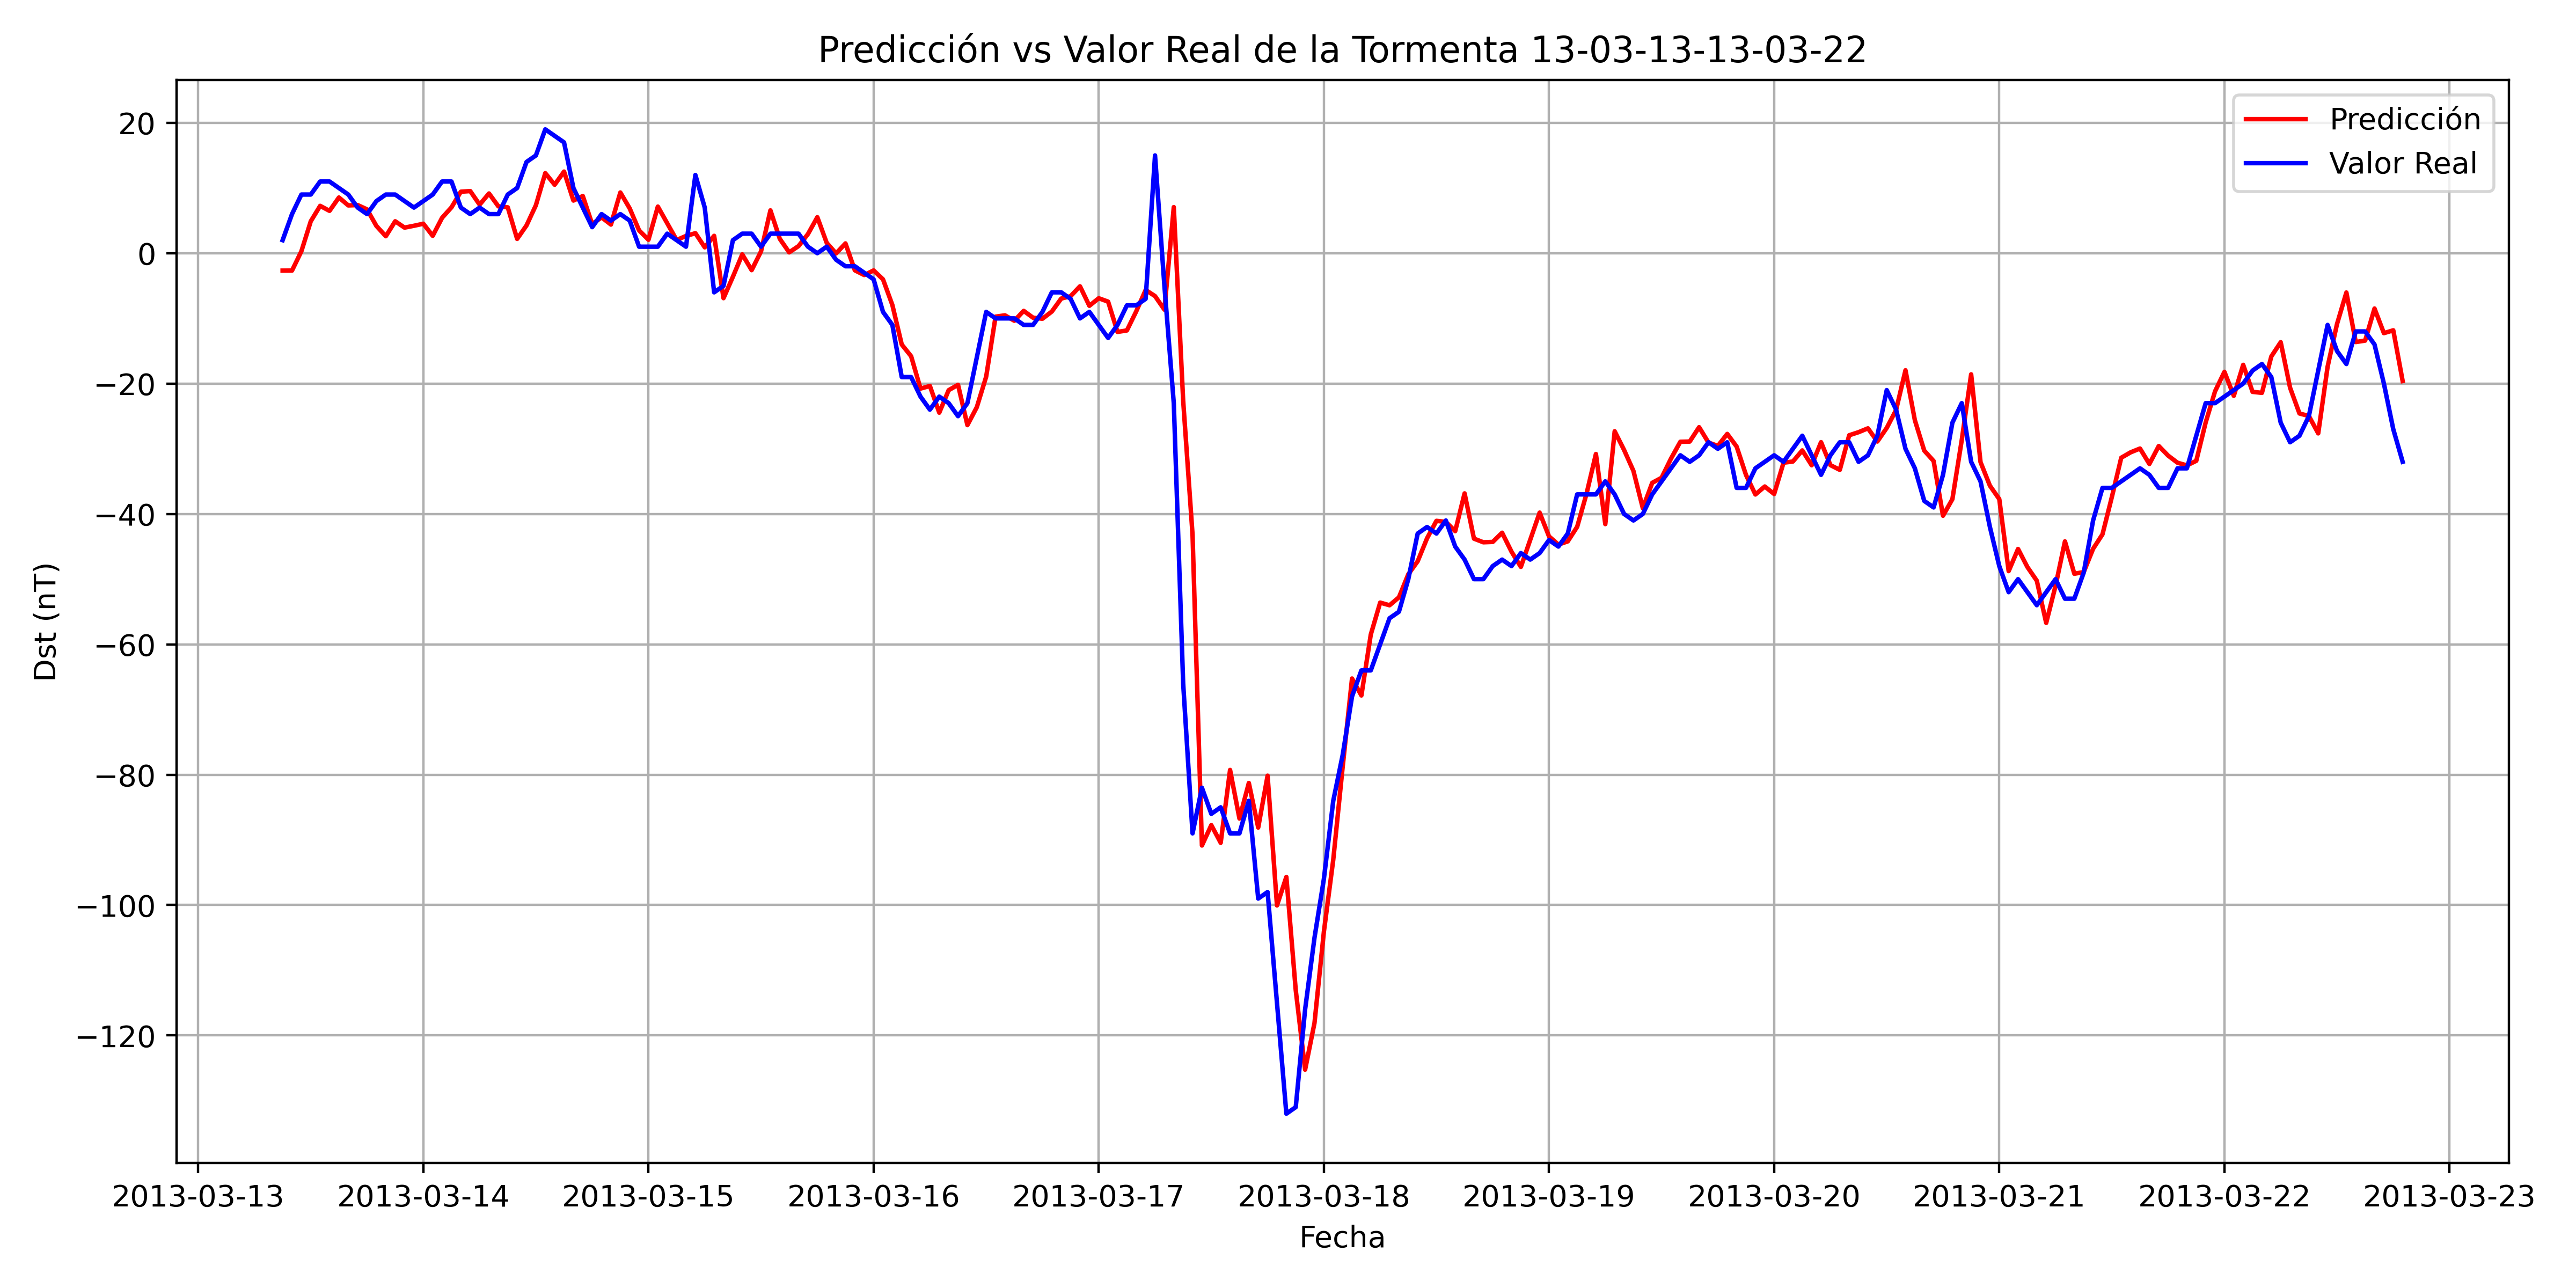 Predicción vs Valor Real de la Tormenta 13-03-13-13-03-22
Predicción
Valor Real
20
0
−20
−40
−60
−80
−100
−120
Dst (nT)
2013-03-13 2013-03-14 2013-03-15 2013-03-16 2013-03-17 2013-03-18 2013-03-19 2013-03-20 2013-03-21 2013-03-22 2013-03-23
Fecha